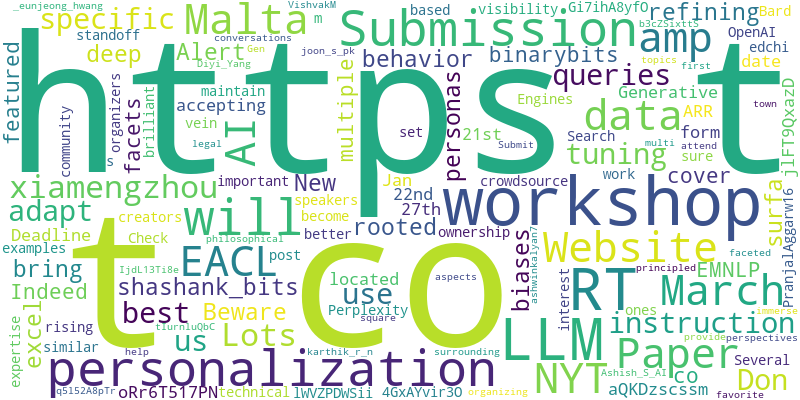 _eunjeong_hwang
VishvakM
based
visibility
Gi7ihA8yfO
specific
Malta
Submission
refining
standoff
m
conversations
b3cZSixttS
Bard
featured
deep
Alert
Gen
joon_s_pk
behavior
binarybits
amp
OpenAI
edchi
Diyi_Yang
multiple
personas
queries
date
https
t
community
organizers
facets
brilliant
maintain
accepting
vein
legal
AI
set
21st
Engines
Search
Generative
data
ARR
form
topics
first
town
multi
attend
sure
Submit
tuning
jlFT9QxazD
xiamengzhou
important
New
Jan
speakers
22nd
27th
crowdsource
work
cover
workshop
surfa
PranjalAggarwal6
adapt
will
become
better
rooted
ownership
biases
Website
Deadline
creators
Check
philosophical
post
examples
bring
IjdL13Ti8e
EACL
located
ashwinkalyan7
interest
EMNLP
faceted
principled
aspects
Indeed
shashank_bits
use
Perplexity
square
RT
March
ones
immerse
provide
perspectives
t
co
rising
excel
best
Beware
us
tlurnluQbC
Lots
karthik_r_n
surrounding
LLM
instruction
Paper
co
Several
expertise
similar
help
personalization
NYT
Don
Ashish_S_AI
aQKDzscssm
favorite
q5152A8pTr
oRr6T517PN
technical
lWVZPDWSii
4GxAYvir3O
organizing